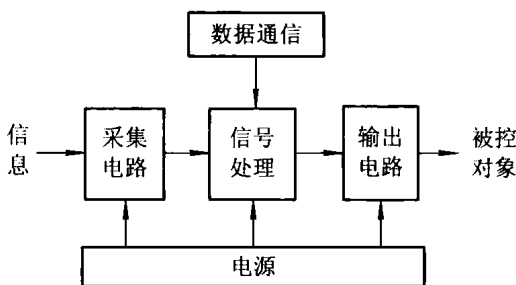 数据通信
信息
采集
电路
信号
处理
输出
电路
被控
对象
电源